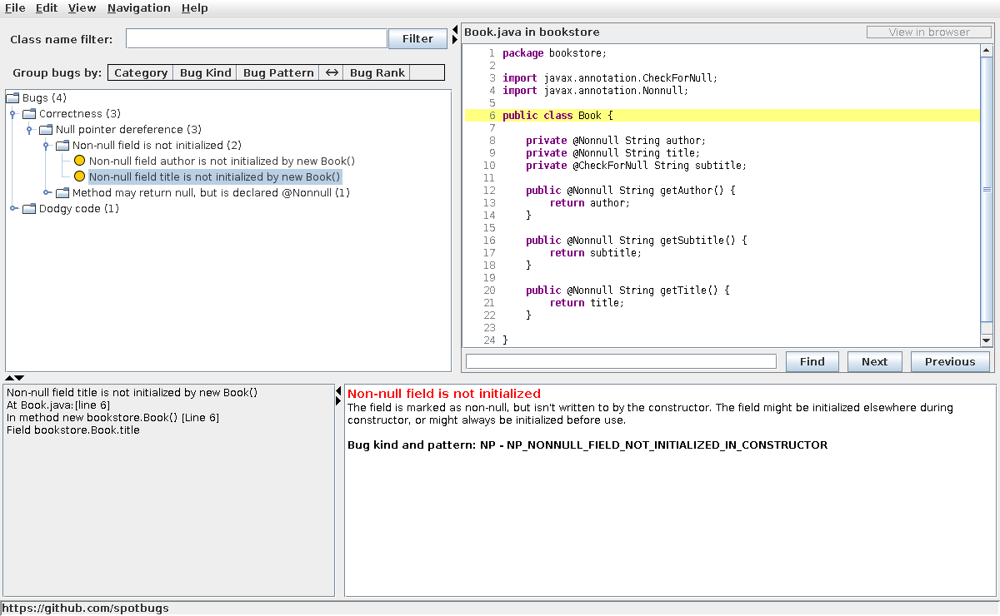 File Edit View Navigation Help
Class name filter: Filter
Group bugs by: Category Bug Kind Bug Pattern ↔ Bug Rank
Bugs (4)
Correctness (3)
Null pointer dereference (3)
Non-null field is not initialized (2)
Non-null field author is not initialized by new Book()
Non-null field title is not initialized by new Book()
Method may return null, but is declared @Nonnull (1)
Dodgy code (1)
Book.java in bookstore View in browser
1 package bookstore;
2
3 import javax.annotation.CheckForNull;
4 import javax.annotation.Nonnull;
5
6 public class Book {
7
8 private @Nonnull String author;
9 private @Nonnull String title;
10 private @CheckForNull String subtitle;
11
12 public @Nonnull String getAuthor() {
13 return author;
14 }
15
16 public @Nonnull String getSubtitle() {
17 return subtitle;
18 }
19
20 public @Nonnull String getTitle() {
21 return title;
22 }
23
24 }
Find Next Previous
Non-null field title is not initialized by new Book()
At Book.java:[line 6]
In method new bookstore.Book() [Line 6]
Field bookstore.Book.title
Non-null field is not initialized
The field is marked as non-null, but isn't written to by the constructor. The field might be initialized elsewhere during
constructor, or might always be initialized before use.
Bug kind and pattern: NP - NP_NONNULL_FIELD_NOT_INITIALIZED_IN_CONSTRUCTOR
https://github.com/spotbugs